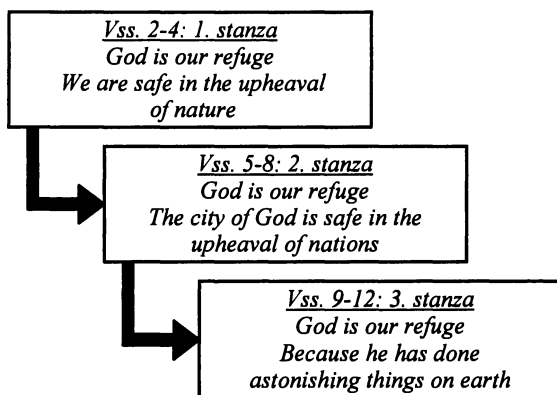 Vss. 2-4: 1. stanza
God is our refuge
We are safe in the upheaval
of nature
Vss. 5-8: 2. stanza
God is our refuge
The city of God is safe in the
upheaval of nations
Vss. 9-12: 3. stanza
God is our refuge
Because he has done
astonishing things on earth